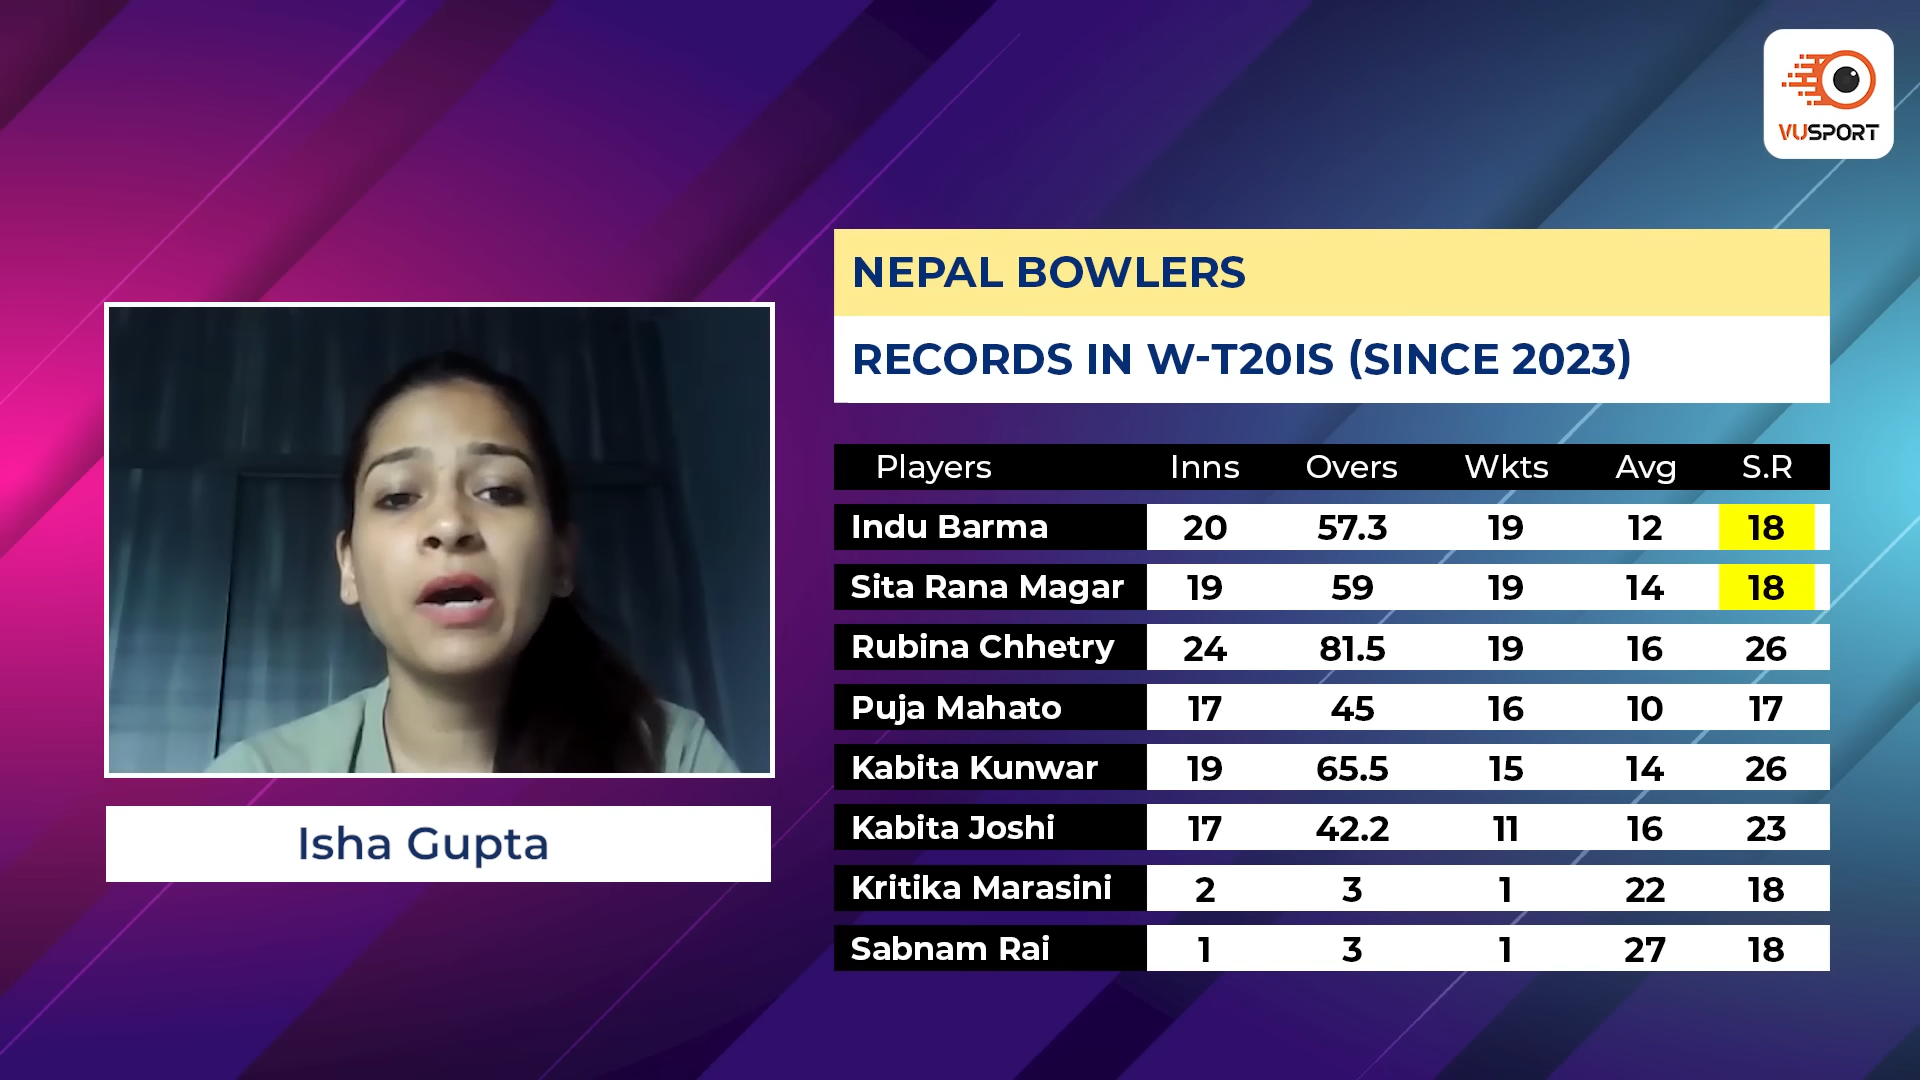 VUSPORT
NEPAL BOWLERS
RECORDS IN W-T20IS (SINCE 2023)
Players Inns Overs Wkts Avg S.R
Indu Barma 20 57.3 19 12 18
Sita Rana Magar 19 59 19 14 18
Rubina Chhetry 24 81.5 19 16 26
Puja Mahato 17 45 16 10 17
Kabita Kunwar 19 65.5 15 14 26
Kabita Joshi 17 42.2 11 16 23
Kritika Marasini 2 3 1 22 18
Sabnam Rai 1 3 1 27 18
Isha Gupta